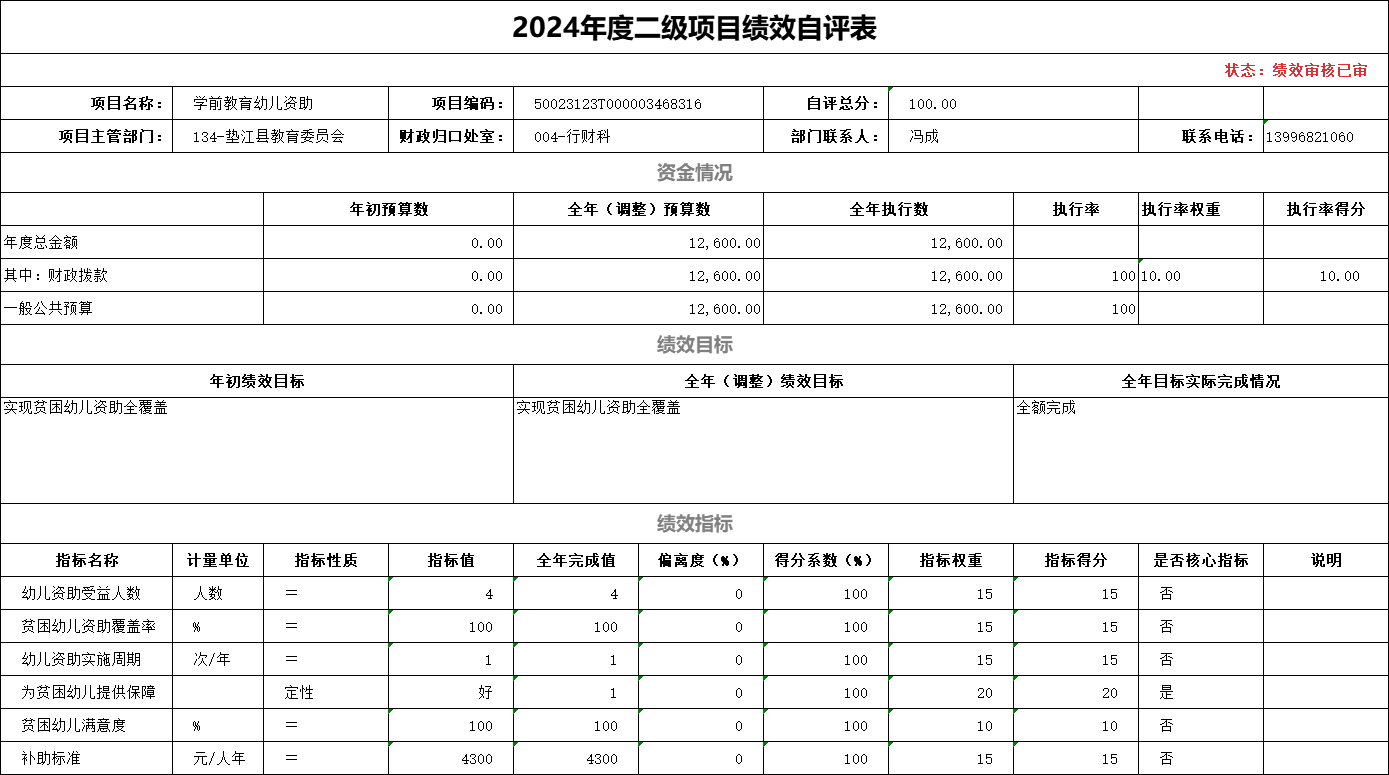 2024年度二级项目绩效自评表
状态：绩效审核已审
项目名称： 学前教育幼儿资助 项目编码： 50023123T000003468316 自评总分： 100.00
项目主管部门： 134-垫江县教育委员会 财政归口处室： 004-行财科 部门联系人： 冯成 联系电话： 13996821060
资金情况
年初预算数 全年（调整）预算数 全年执行数 执行率 执行率权重 执行率得分
年度总金额 0.00 12,600.00 12,600.00
其中：财政拨款 0.00 12,600.00 12,600.00 100 10.00 10.00
一般公共预算 0.00 12,600.00 12,600.00 100
绩效目标
年初绩效目标 全年（调整）绩效目标 全年目标实际完成情况
实现贫困幼儿资助全覆盖 实现贫困幼儿资助全覆盖 全额完成
绩效指标
指标名称 计量单位 指标性质 指标值 全年完成值 偏离度（%） 得分系数（%） 指标权重 指标得分 是否核心指标 说明
幼儿资助受益人数 人数 ＝ 4 4 0 100 15 15 否
贫困幼儿资助覆盖率 % ＝ 100 100 0 100 15 15 否
幼儿资助实施周期 次/年 ＝ 1 1 0 100 15 15 否
为贫困幼儿提供保障 定性 好 1 0 100 20 20 是
贫困幼儿满意度 % ＝ 100 100 0 100 10 10 否
补助标准 元/人年 ＝ 4300 4300 0 100 15 15 否